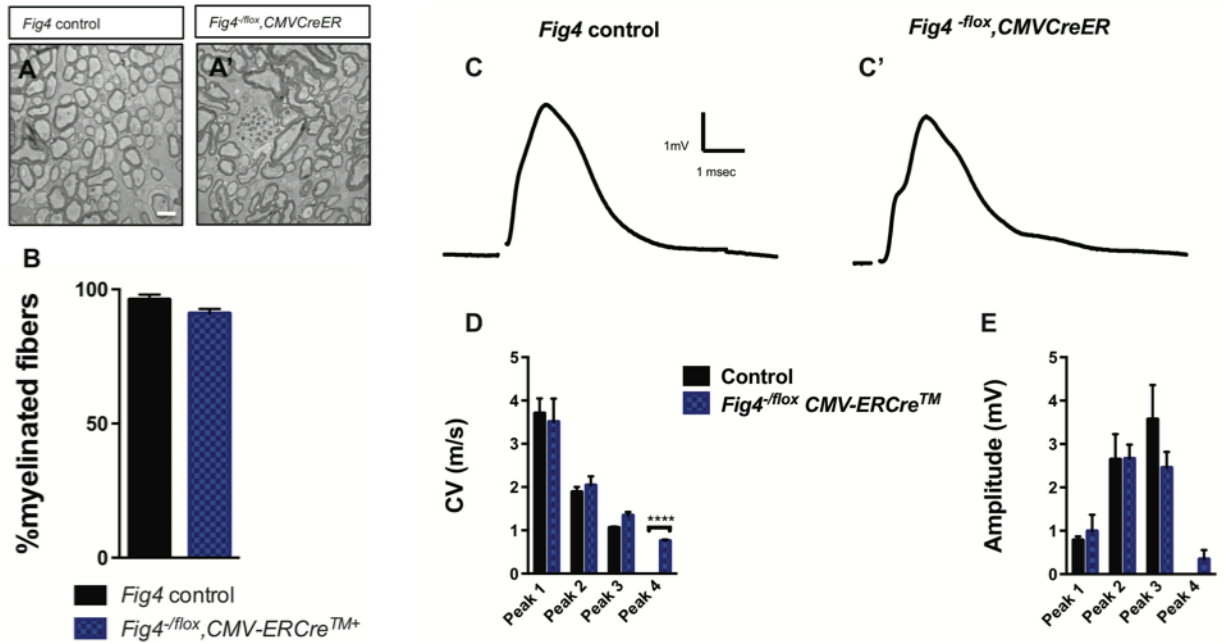 Fig4 control
Fig4-/flox,CMVCreER
A
A'
B
%myelinated fibers
100
50
0
Fig4 control
Fig4-/flox,CMV-ERCreTM+
Fig4 control
Fig4 -flox,CMVCreER
C
C'
1mV
1 msec
D
CV (m/s)
5
4
3
2
1
0
****
Peak 1
Peak 2
Peak 3
Peak 4
Control
Fig4-/flox CMV-ERCreTM
E
Amplitude (mV)
5
4
3
2
1
0
Peak 1
Peak 2
Peak 3
Peak 4